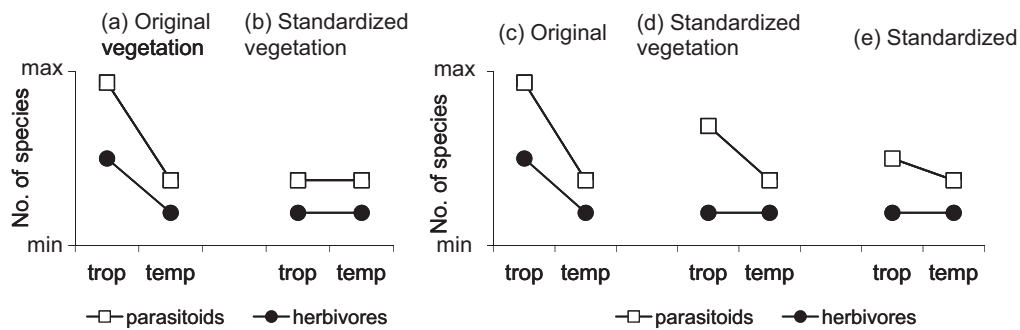 (a) Original
vegetation
(b) Standardized
vegetation
max
No. of species
min
trop temp trop temp
parasitoids herbivores
(c) Original
(d) Standardized
vegetation
(e) Standardized
max
No. of species
min
trop temp trop temp trop temp
parasitoids herbivores